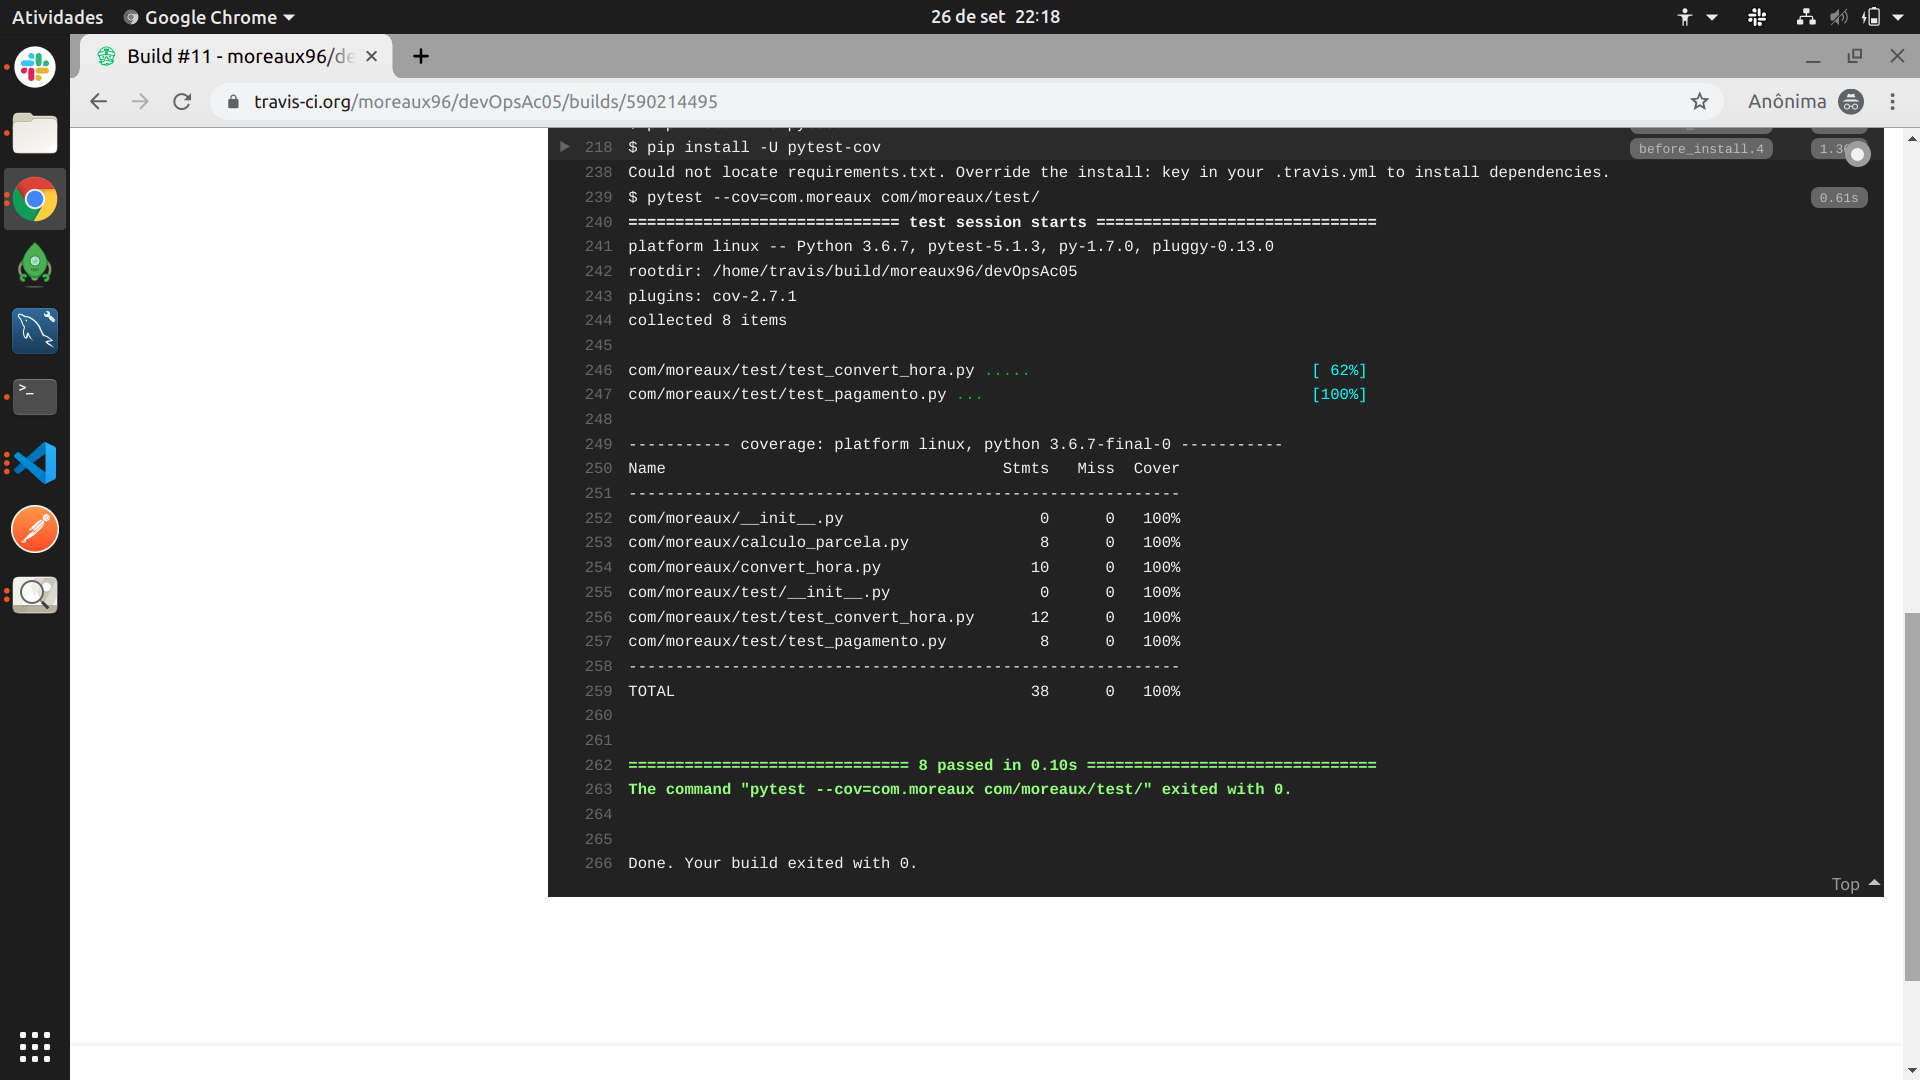 Atividades Google Chrome 26 de set 22:18
Build #11 - moreaux96/de
travis-ci.org/moreaux96/devOpsAc05/builds/590214495 Anônima
218 $ pip install -U pytest-cov before_install.4
238 Could not locate requirements.txt. Override the install: key in your .travis.yml to install dependencies.
239 $ pytest --cov=com.moreaux com/moreaux/test/ 0.61s
240 ============================= test session starts ==============================
241 platform linux -- Python 3.6.7, pytest-5.1.3, py-1.7.0, pluggy-0.13.0
242 rootdir: /home/travis/build/moreaux96/devOpsAc05
243 plugins: cov-2.7.1
244 collected 8 items
245
246 com/moreaux/test/test_convert_hora.py ..... [ 62%]
247 com/moreaux/test/test_pagamento.py ... [100%]
248
249 ----------- coverage: platform linux, python 3.6.7-final-0 -----------
250 Name Stmts Miss Cover
251 -----------------------------------------------------------
252 com/moreaux/__init__.py 0 0 100%
253 com/moreaux/calculo_parcela.py 8 0 100%
254 com/moreaux/convert_hora.py 10 0 100%
255 com/moreaux/test/__init__.py 0 0 100%
256 com/moreaux/test/test_convert_hora.py 12 0 100%
257 com/moreaux/test/test_pagamento.py 8 0 100%
258 -----------------------------------------------------------
259 TOTAL 38 0 100%
260
261
262 ============================== 8 passed in 0.10s ===============================
263 The command "pytest --cov=com.moreaux com/moreaux/test/" exited with 0.
264
265
266 Done. Your build exited with 0.
Top